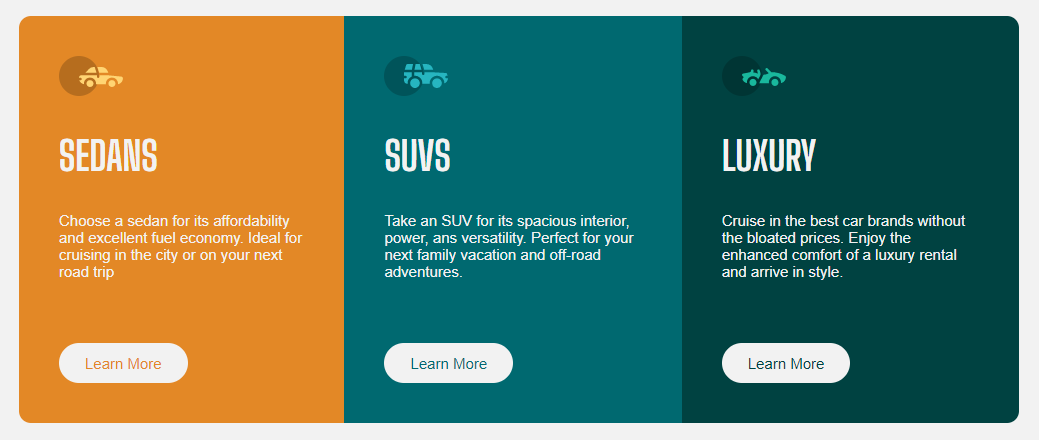 SEDANS
Choose a sedan for its affordability
and excellent fuel economy. Ideal for
cruising in the city or on your next
road trip
Learn More
SUVS
Take an SUV for its spacious interior,
power, ans versatility. Perfect for your
next family vacation and off-road
adventures.
Learn More
LUXURY
Cruise in the best car brands without
the bloated prices. Enjoy the
enhanced comfort of a luxury rental
and arrive in style.
Learn More